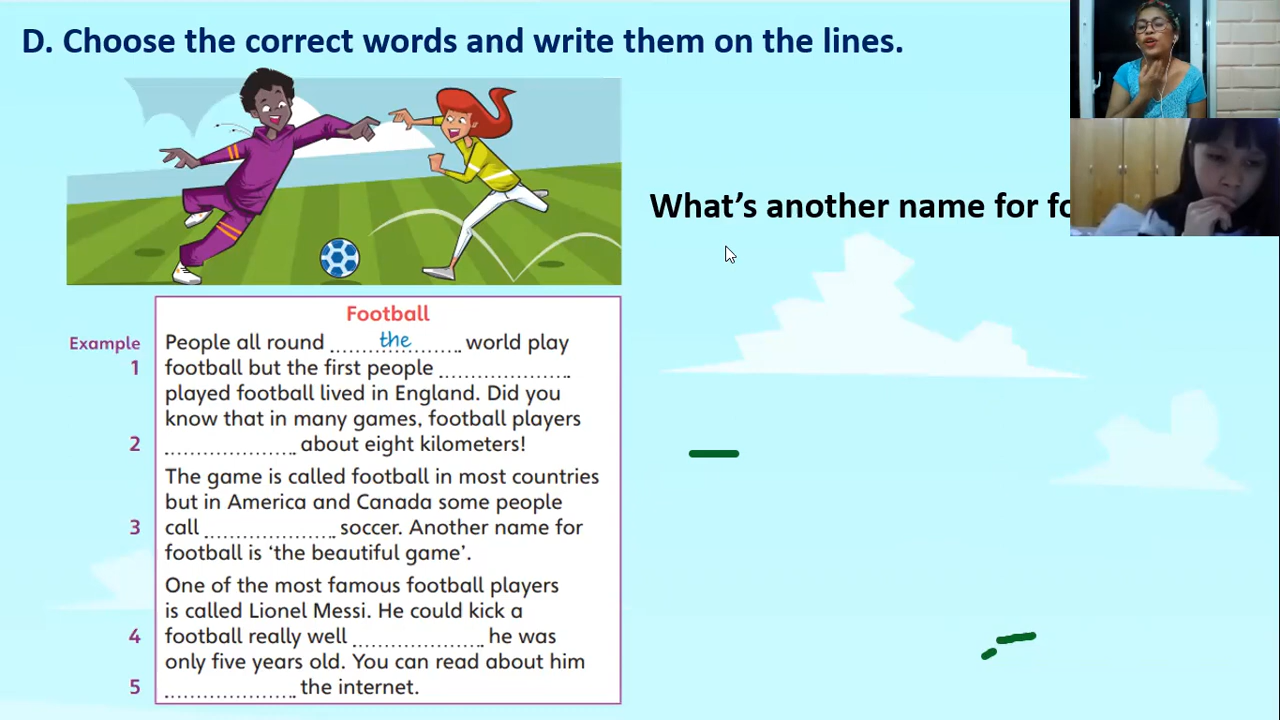 D. Choose the correct words and write them on the lines.
What's another name for
Football
Example People all round the world play
1 football but the first people
played football lived in England. Did you
know that in many games, football players
2 about eight kilometers!
The game is called football in most countries
but in America and Canada some people
3 call soccer. Another name for
football is 'the beautiful game'.
One of the most famous football players
is called Lionel Messi. He could kick a
4 football really well he was
only five years old. You can read about him
5 the internet.